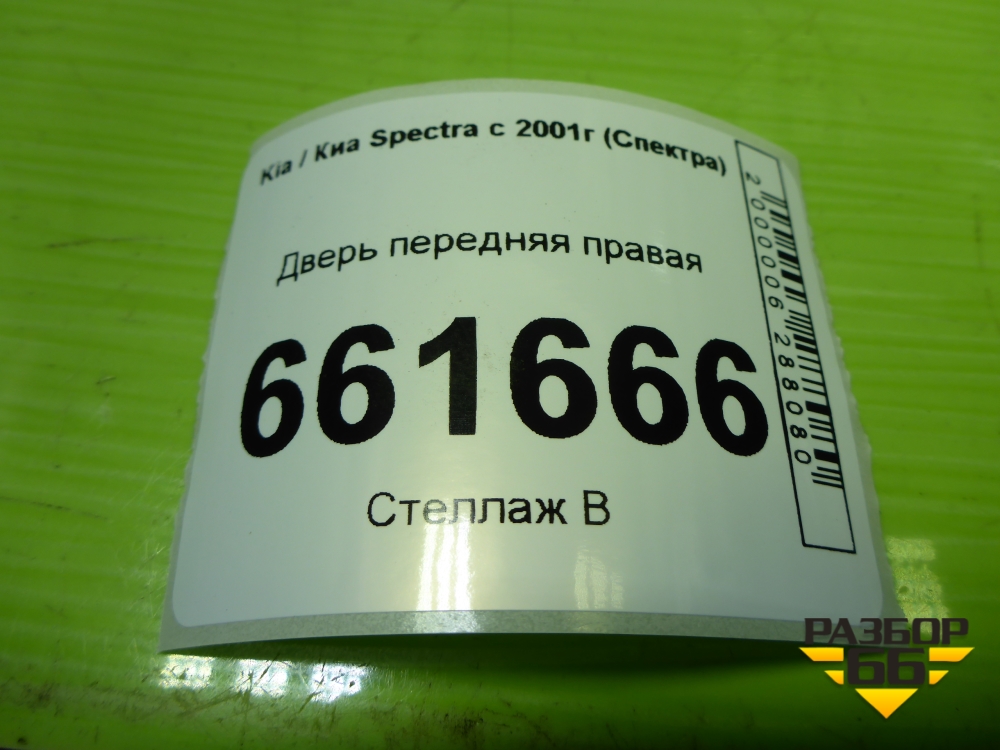 Kia / Киа Spectra с 2001г (Спектра)
Дверь передняя правая
661666
Стеллаж В
2000006288080
РАЗБОР
66